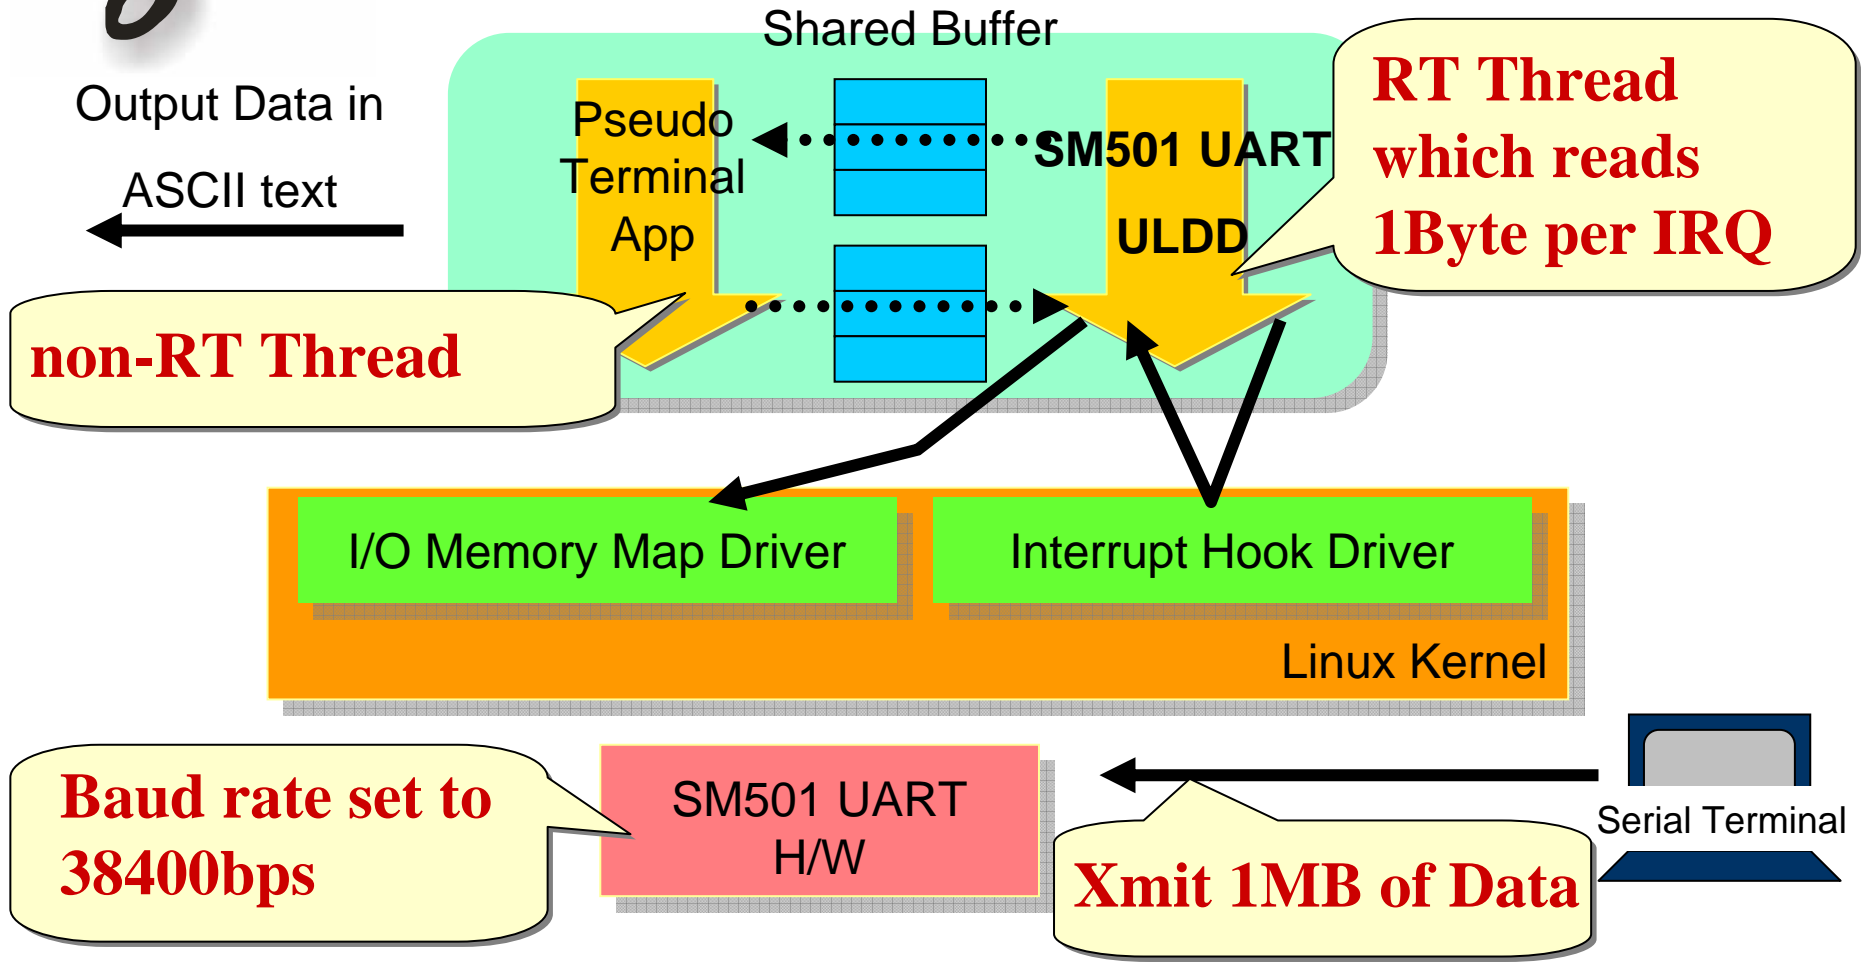 Shared Buffer
Output Data in
ASCII text
Pseudo
Terminal
App
SM501 UART
ULDD
RT Thread
which reads
1Byte per IRQ
non-RT Thread
I/O Memory Map Driver
Interrupt Hook Driver
Linux Kernel
Baud rate set to
38400bps
SM501 UART
H/W
Xmit 1MB of Data
Serial Terminal